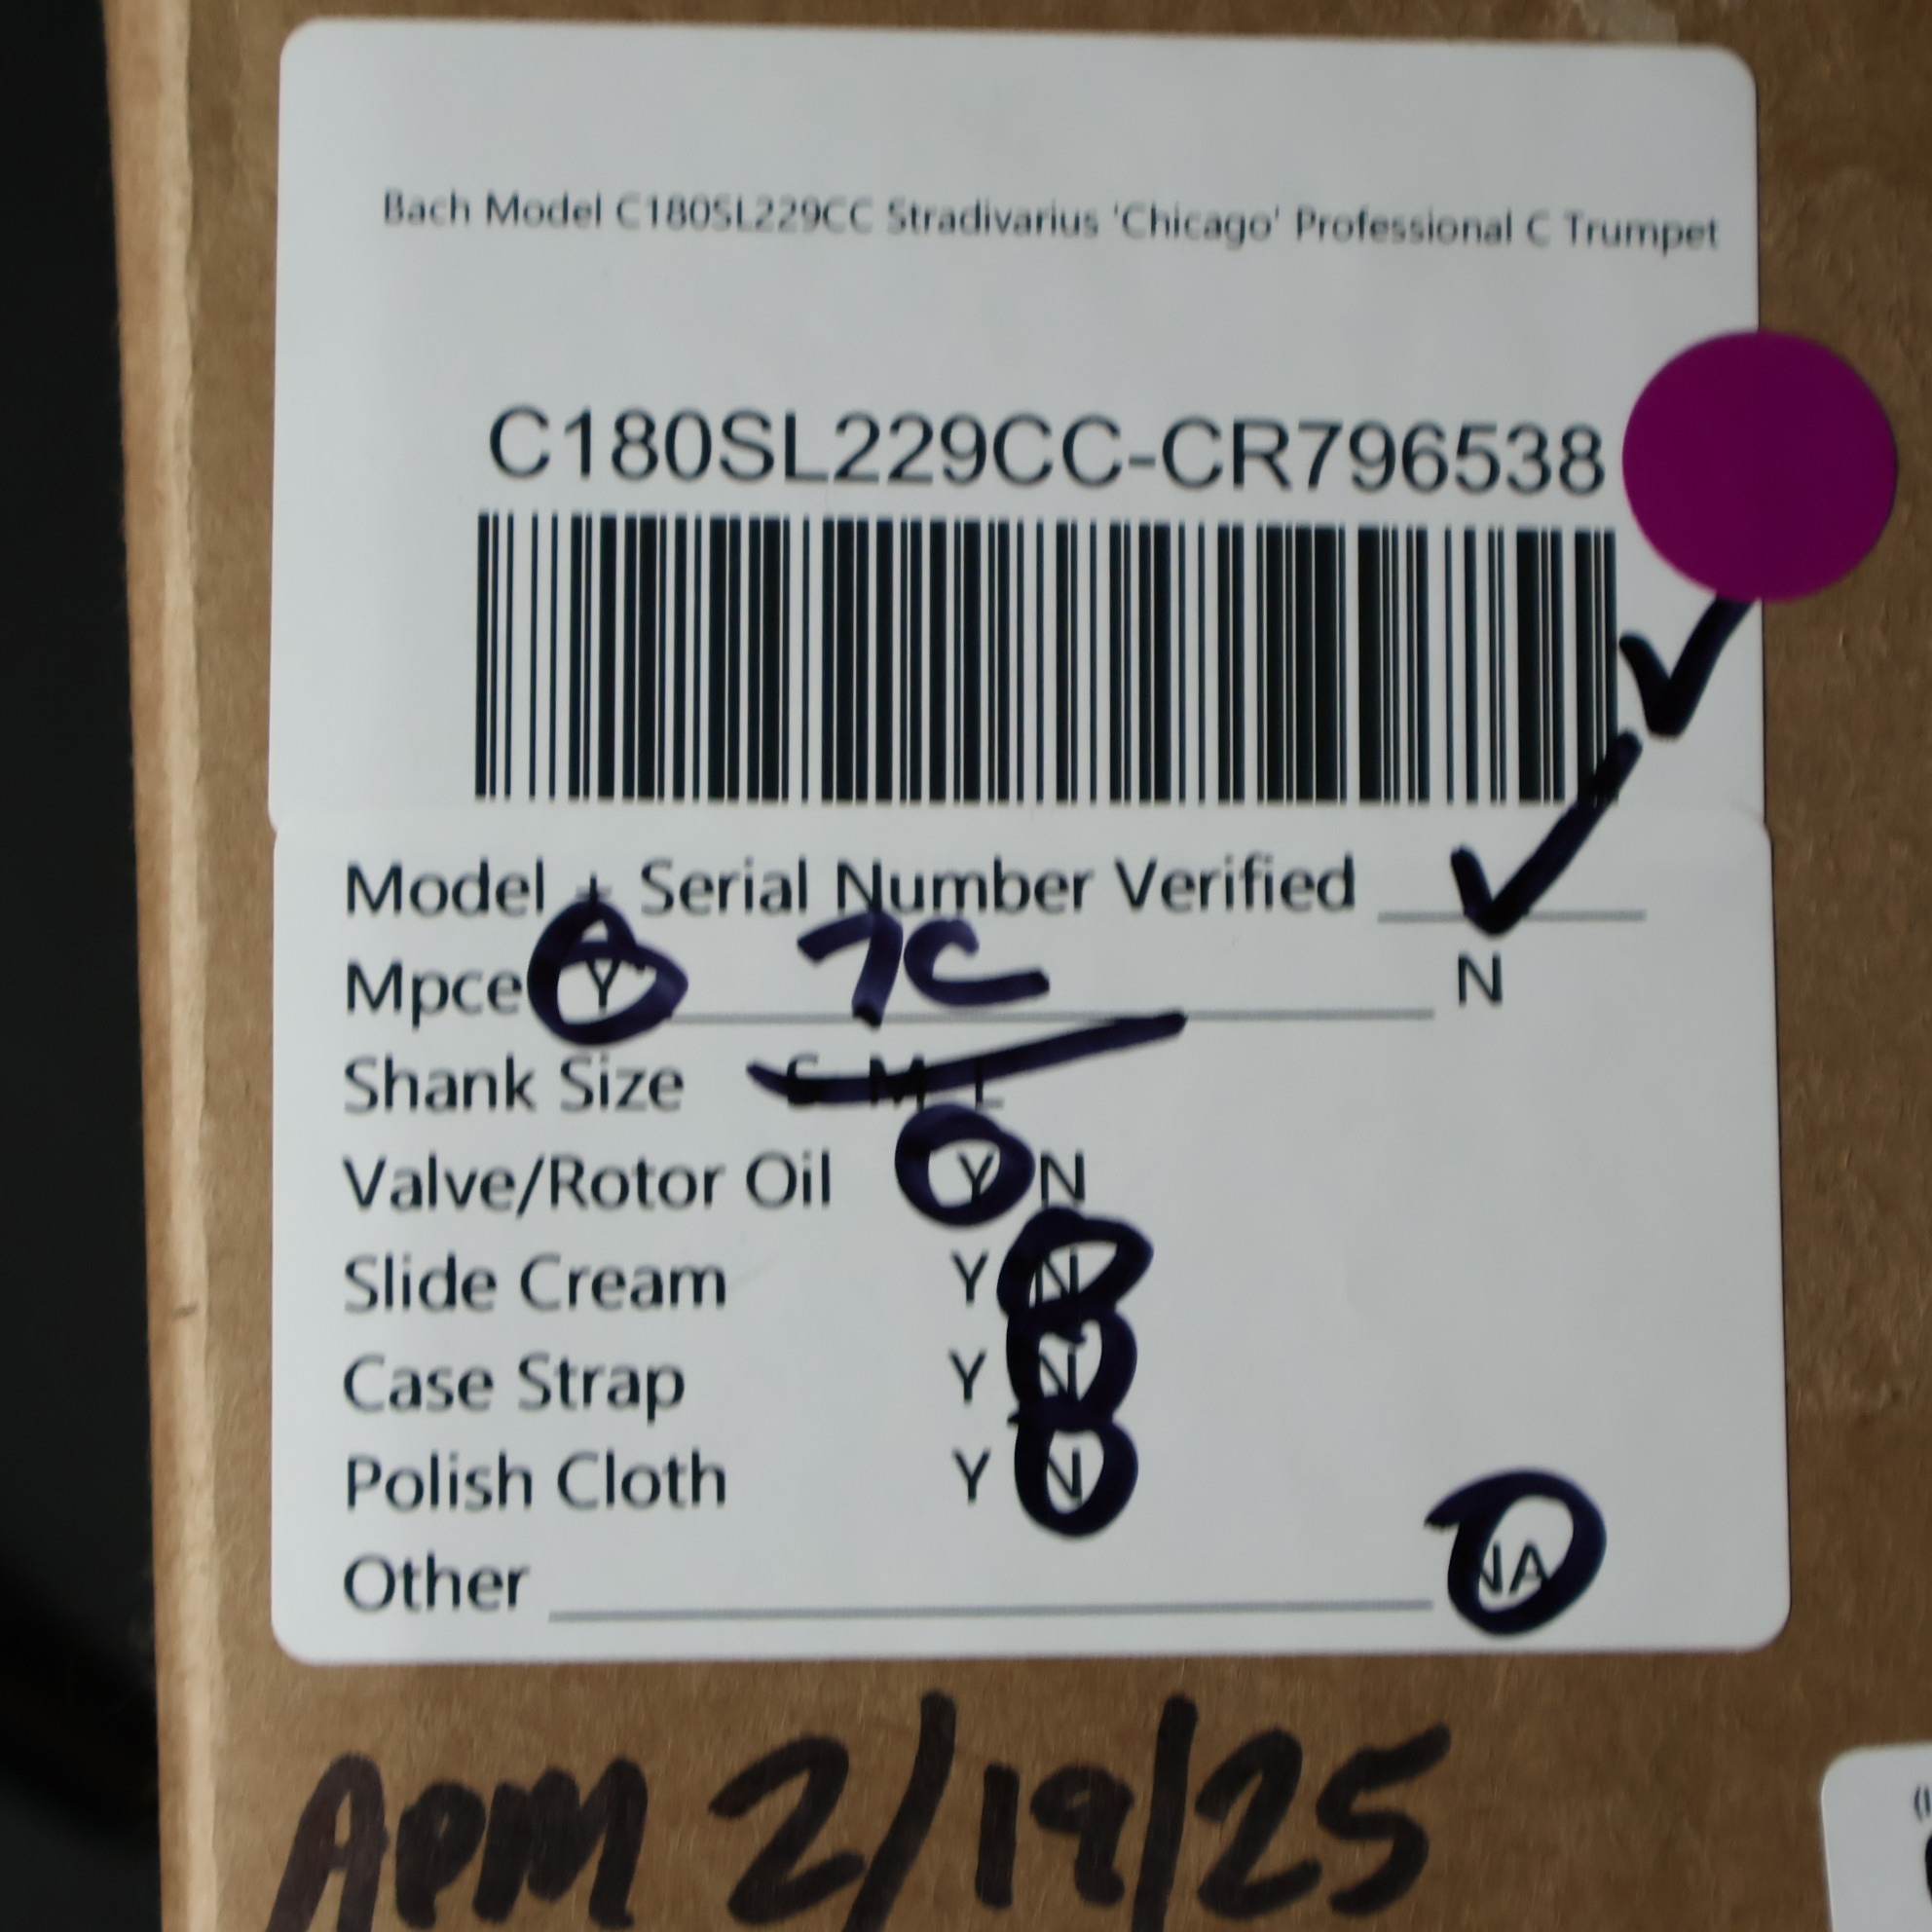 Bach Model C180SL229CC Stradivarius 'Chicago' Professional C Trumpet
C180SL229CC-CR796538
Model + Serial Number Verified
Mpce Y 7C N
Shank Size S M L
Valve/Rotor Oil Y N
Slide Cream Y N
Case Strap Y N
Polish Cloth Y N
Other NA
APM 2/19/25